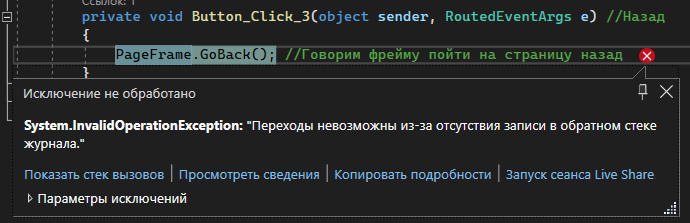 Ссылок: 1
private void Button_Click_3(object sender, RoutedEventArgs e) //Назад
{
PageFrame.GoBack(); //Говорим фрейму пойти на страницу назад
}
Исключение не обработано
System.InvalidOperationException: "Переходы невозможны из-за отсутствия записи в обратном стеке
журнала."
Показать стек вызовов | Просмотреть сведения | Копировать подробности | Запуск сеанса Live Share
Параметры исключений